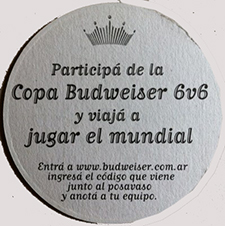 Participá de la
Copa Budweiser 6v6
y viajá a
jugar el mundial
Entrá a www.budweiser.com.ar
ingresá el código que viene
junto al posavaso
y anotá a tu equipo.